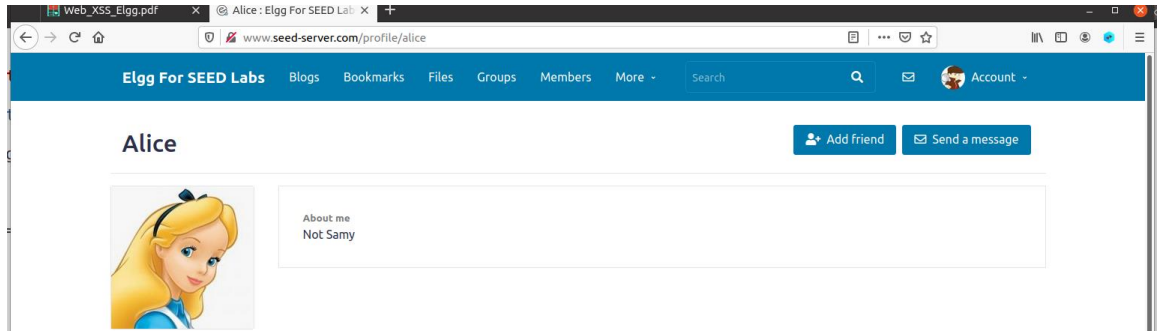 Web_XSS_Elgg.pdf
Alice : Elgg For SEED Lab
www.seed-server.com/profile/alice
Elgg For SEED Labs Blogs Bookmarks Files Groups Members More Search Account
Alice
Add friend Send a message
About me
Not Samy